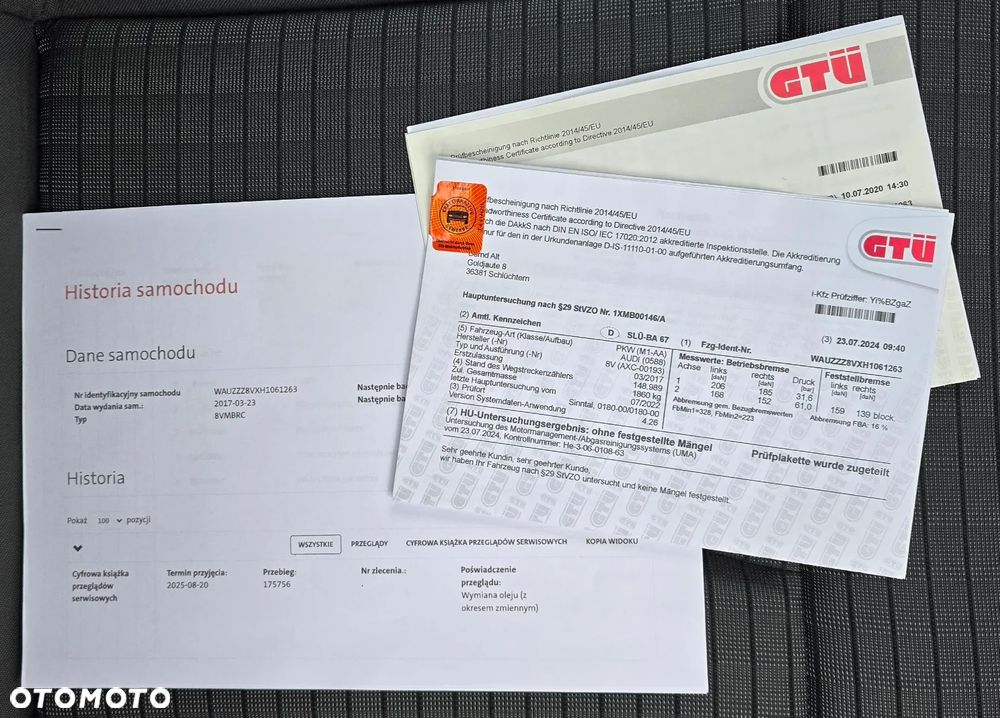 GTÜ
Prüfbescheinigung nach Richtlinie 2014/45/EU
Certificate according to Directive 2014/45/EU
10.07.2020 14:30
GTÜ
Prüfbescheinigung nach Richtlinie 2014/45/EU
Roadworthiness Certificate according to Directive 2014/45/EU
durch die DAkkS nach DIN EN ISO/ IEC 17020:2012 akkreditierte Inspektionsstelle. Die Akkreditierung
nur für den in der Urkundenanlage D-IS-11110-01-00 aufgeführten Akkreditierungsumfang.
Bernd Alt
Goldjaute 8
36381 Schlüchtern
i-Kfz Prüfziffer: Yi%BZgaZ
Hauptuntersuchung nach §29 StVZO Nr. 1XMB00146/A
(3) 23.07.2024 09:40
(2) Amtl. Kennzeichen D SLÜ-BA 67
(1) Fzg-Ident-Nr. WAUZZZ8VXH1061263
(5) Fahrzeug-Art (Klasse/Aufbau) PKW (M1-AA)
Hersteller (-Nr) AUDI (0588)
Typ und Ausführung (-Nr) 8V (AXC-00193)
Erstzulassung 03/2017
(4) Stand des Wegstreckenzählers 148.989
Zul. Gesamtmasse 1860 kg
letzte Hauptuntersuchung vom 07/2022
(3) Prüfort Sinntal, 0180-00/0180-00
Version Systemdaten-Anwendung 4.26
Messwerte: Betriebsbremse Feststellbremse
Achse links rechts Druck links rechts
[daN] [daN] [bar] [daN] [daN]
1 206 185 31,6
2 168 152 61,0 159 139 block.
Abbremsung gem. Bezugbremswerten Abbremsung FBA: 16 %
FbMin1=328, FbMin2=223
(7) HU-Untersuchungsergebnis: ohne festgestellte Mängel Prüfplakette wurde zugeteilt
Untersuchung des Motormanagement-/Abgasreinigungssystems (UMA)
vom 23.07.2024, Kontrollnummer: He-3-06-0108-63
Sehr geehrte Kundin, sehr geehrter Kunde,
wir haben Ihr Fahrzeug nach §29 StVZO untersucht und keine Mängel festgestellt.
Historia samochodu
Dane samochodu
Nr identyfikacyjny samochodu WAUZZZ8VXH1061263 Następnie
Data wydania sam.: 2017-03-23 Następnie
Typ 8VMBRC
Historia
Pokaż 100 pozycji
WSZYSTKIE PRZEGLĄDY CYFROWA KSIĄŻKA PRZEGLĄDÓW SERWISOWYCH KOPIA WIDOKU
Cyfrowa książka Termin przyjęcia: Przebieg: Nr zlecenia.: Poświadczenie
przeglądów 2025-08-20 175756 . przeglądu:
serwisowych Wymiana oleju (z
okresem zmiennym)
OTOMOTO